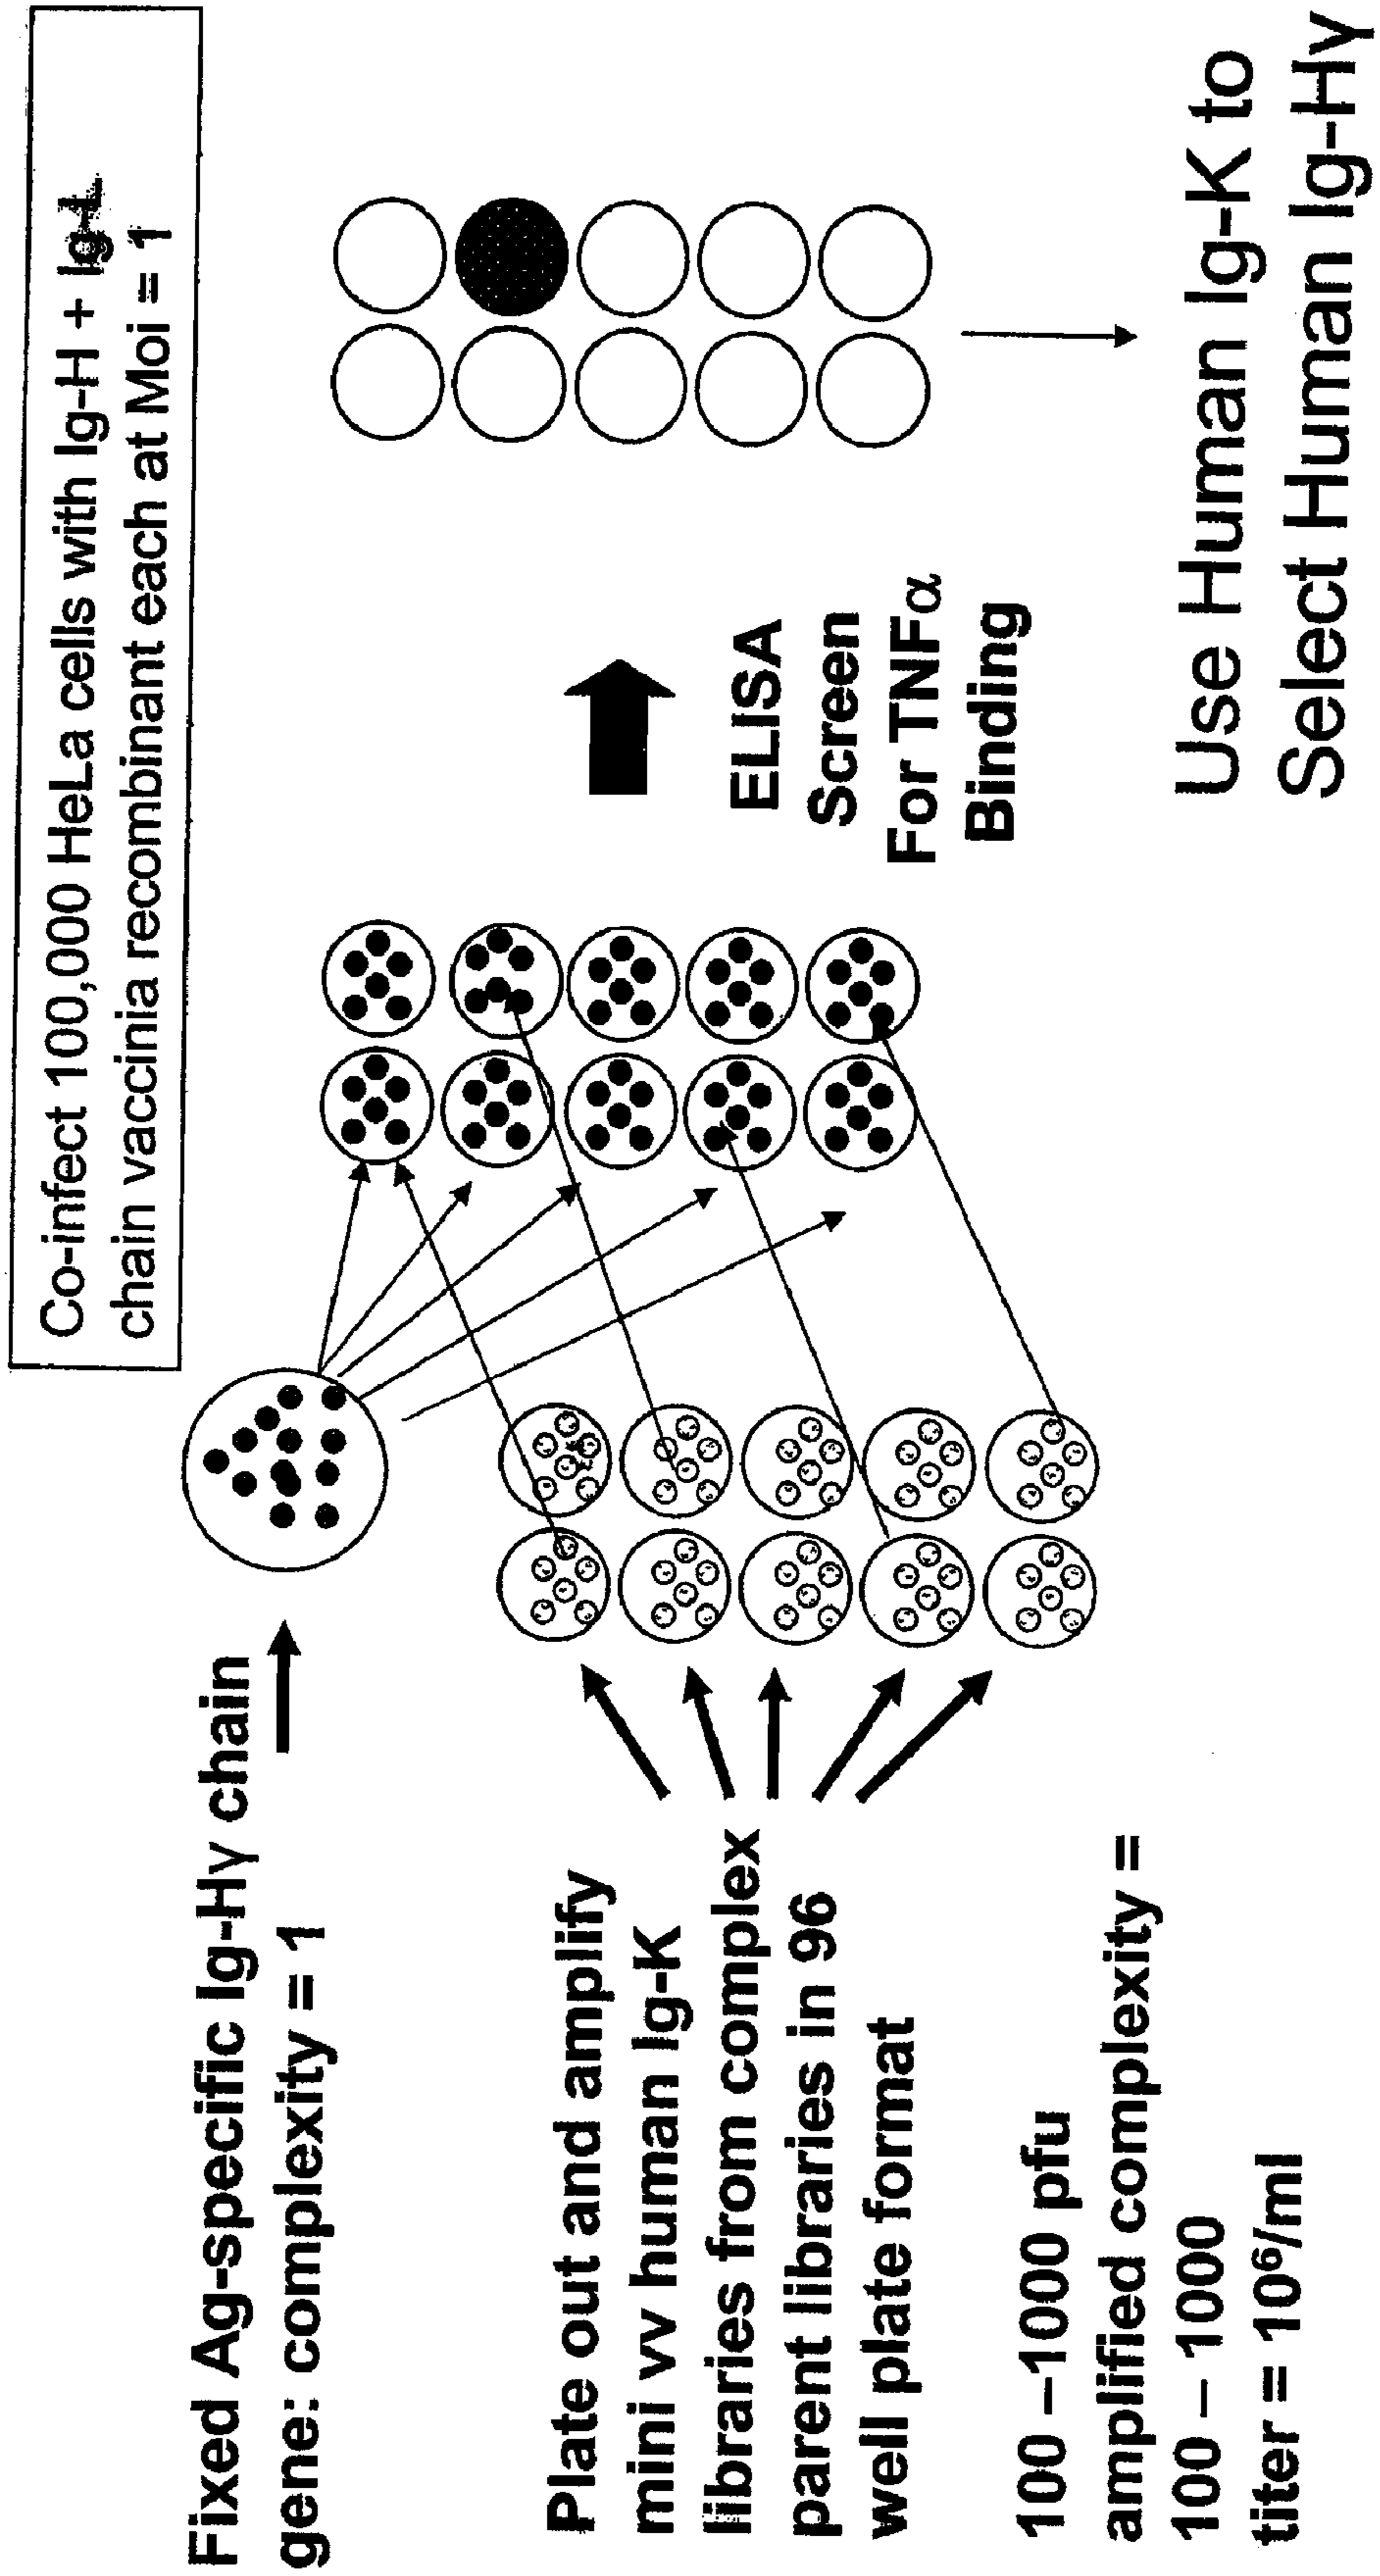 Co-infect 100,000 HeLa cells with Ig-H + Ig-L
chain vaccinia recombinant each at Moi = 1
Fixed Ag-specific Ig-Hγ chain
gene: complexity = 1
Plate out and amplify
mini vv human Ig-K
libraries from complex
parent libraries in 96
well plate format
100 –1000 pfu
amplified complexity =
100 – 1000
titer = 10⁶/ml
ELISA
Screen
For TNFα
Binding
Use Human Ig-K to
Select Human Ig-Hγ